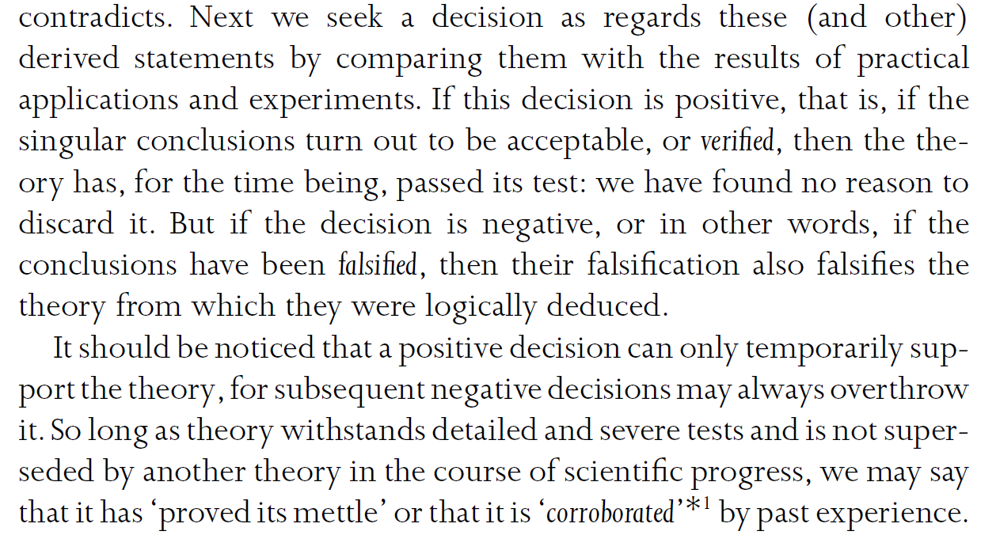 contradicts. Next we seek a decision as regards these (and other)
derived statements by comparing them with the results of practical
applications and experiments. If this decision is positive, that is, if the
singular conclusions turn out to be acceptable, or verified, then the the-
ory has, for the time being, passed its test: we have found no reason to
discard it. But if the decision is negative, or in other words, if the
conclusions have been falsified, then their falsification also falsifies the
theory from which they were logically deduced.
It should be noticed that a positive decision can only temporarily sup-
port the theory, for subsequent negative decisions may always overthrow
it. So long as theory withstands detailed and severe tests and is not super-
seded by another theory in the course of scientific progress, we may say
that it has ‘proved its mettle’ or that it is ‘corroborated’*1 by past experience.